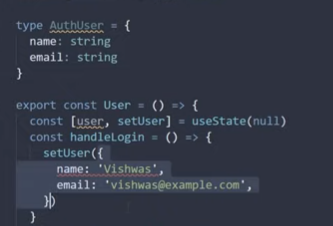 type AuthUser = {
  name: string
  email: string
}
export const User = () => {
  const [user, setUser] = useState(null)
  const handleLogin = () => {
    setUser({
      name: 'Vishwas',
      email: 'vishwas@example.com',
    })
  }